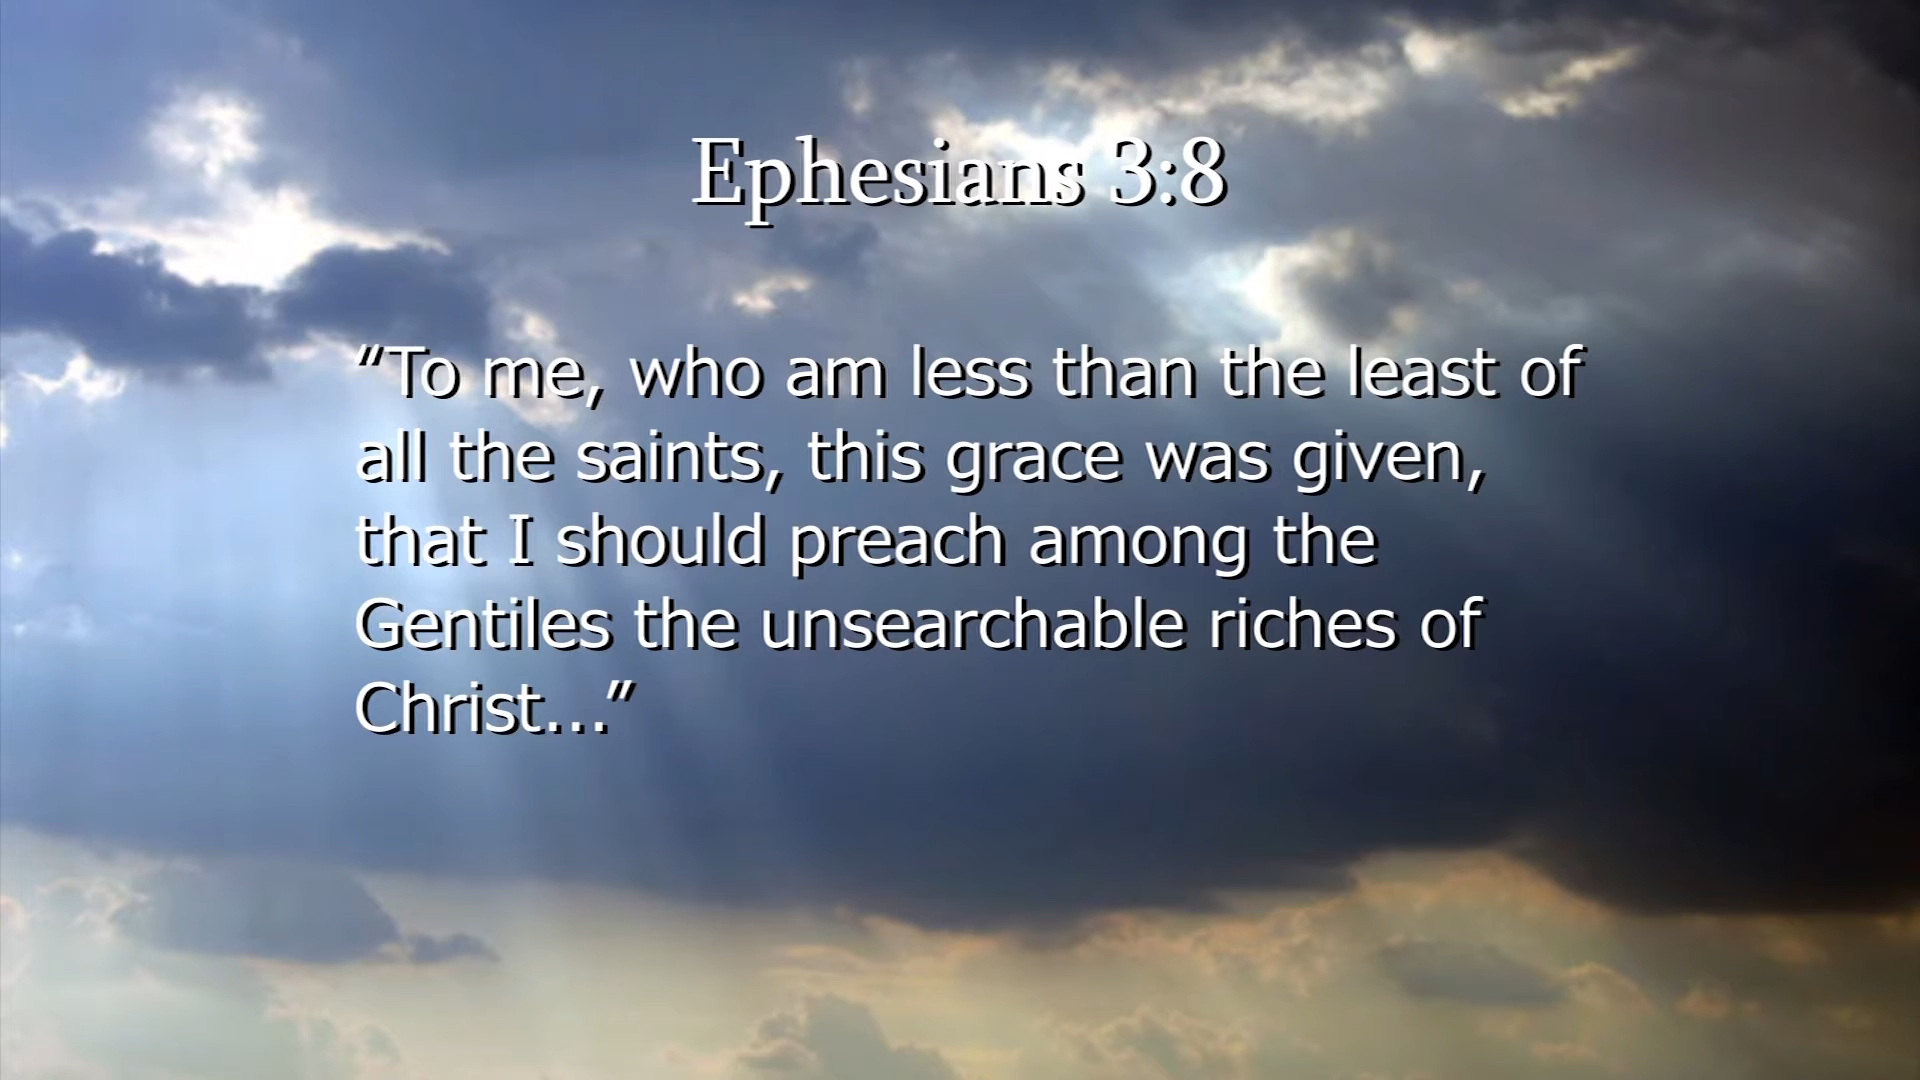 Ephesians 3:8
“To me, who am less than the least of
all the saints, this grace was given,
that I should preach among the
Gentiles the unsearchable riches of
Christ...”